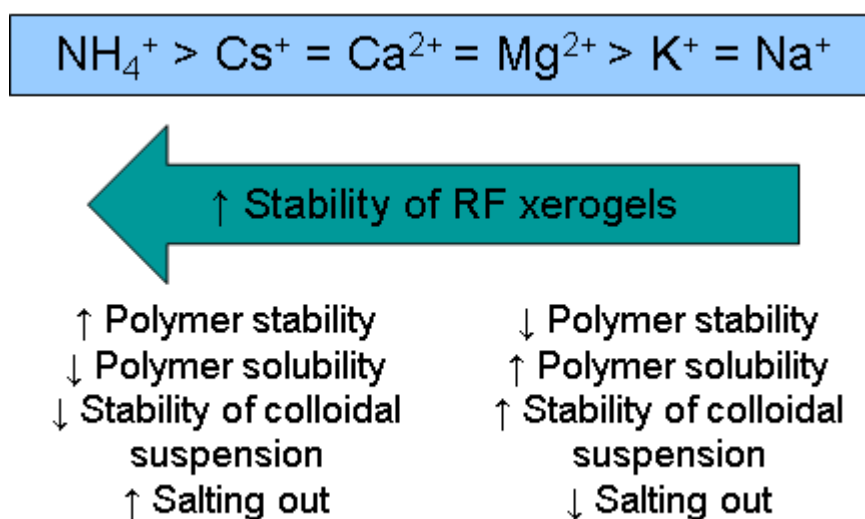 NH₄⁺ > Cs⁺ = Ca²⁺ = Mg²⁺ > K⁺ = Na⁺
↑ Stability of RF xerogels
↑ Polymer stability
↓ Polymer solubility
↓ Stability of colloidal
suspension
↑ Salting out
↓ Polymer stability
↑ Polymer solubility
↑ Stability of colloidal
suspension
↓ Salting out